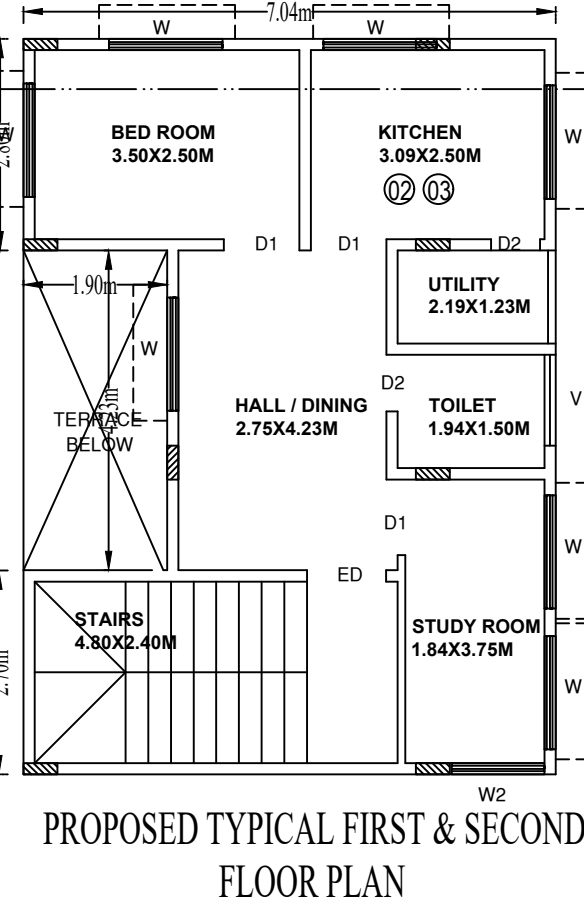 7.04m
W
W
BED ROOM
3.50X2.50M
KITCHEN
3.09X2.50M
02 03
W
W
D1
D1
D2
1.90m
UTILITY
2.19X1.23M
W
D2
V
TERRACE
BELOW
HALL / DINING
2.75X4.23M
TOILET
1.94X1.50M
D1
W
ED
STAIRS
4.80X2.40M
STUDY ROOM
1.84X3.75M
2.70m
W
W2
PROPOSED TYPICAL FIRST & SECOND
FLOOR PLAN